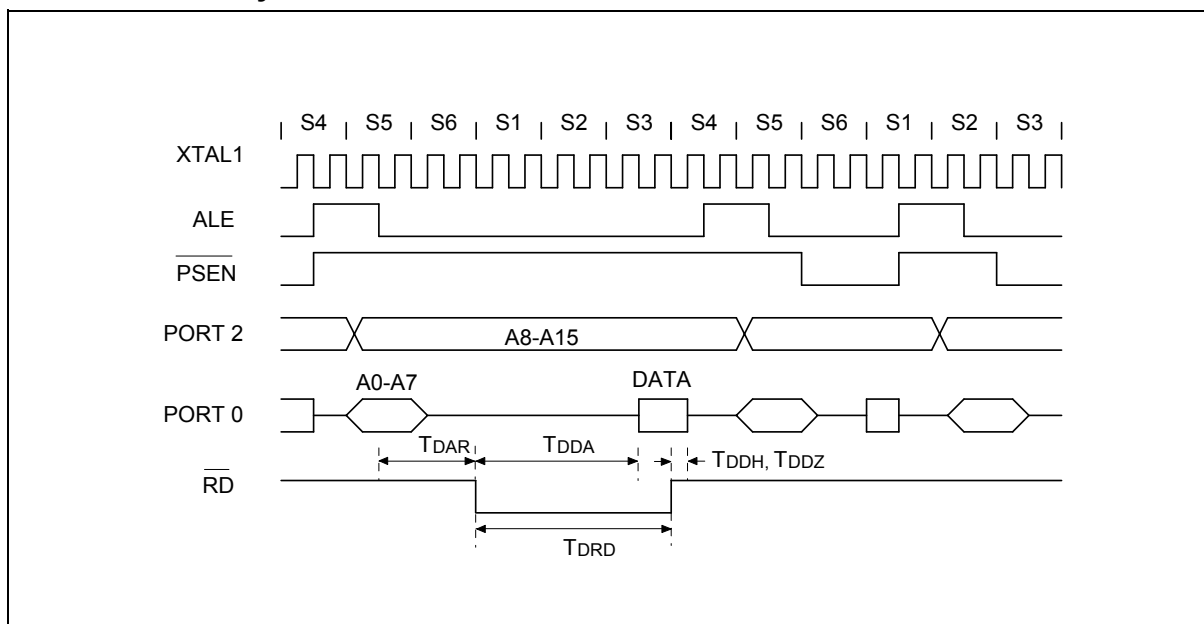 S4 S5 S6 S1 S2 S3 S4 S5 S6 S1 S2 S3
XTAL1
ALE
PSEN
PORT 2
A8-A15
A0-A7
DATA
PORT 0
TDAR
TDDA
TDDH, TDDZ
RD
TDRD